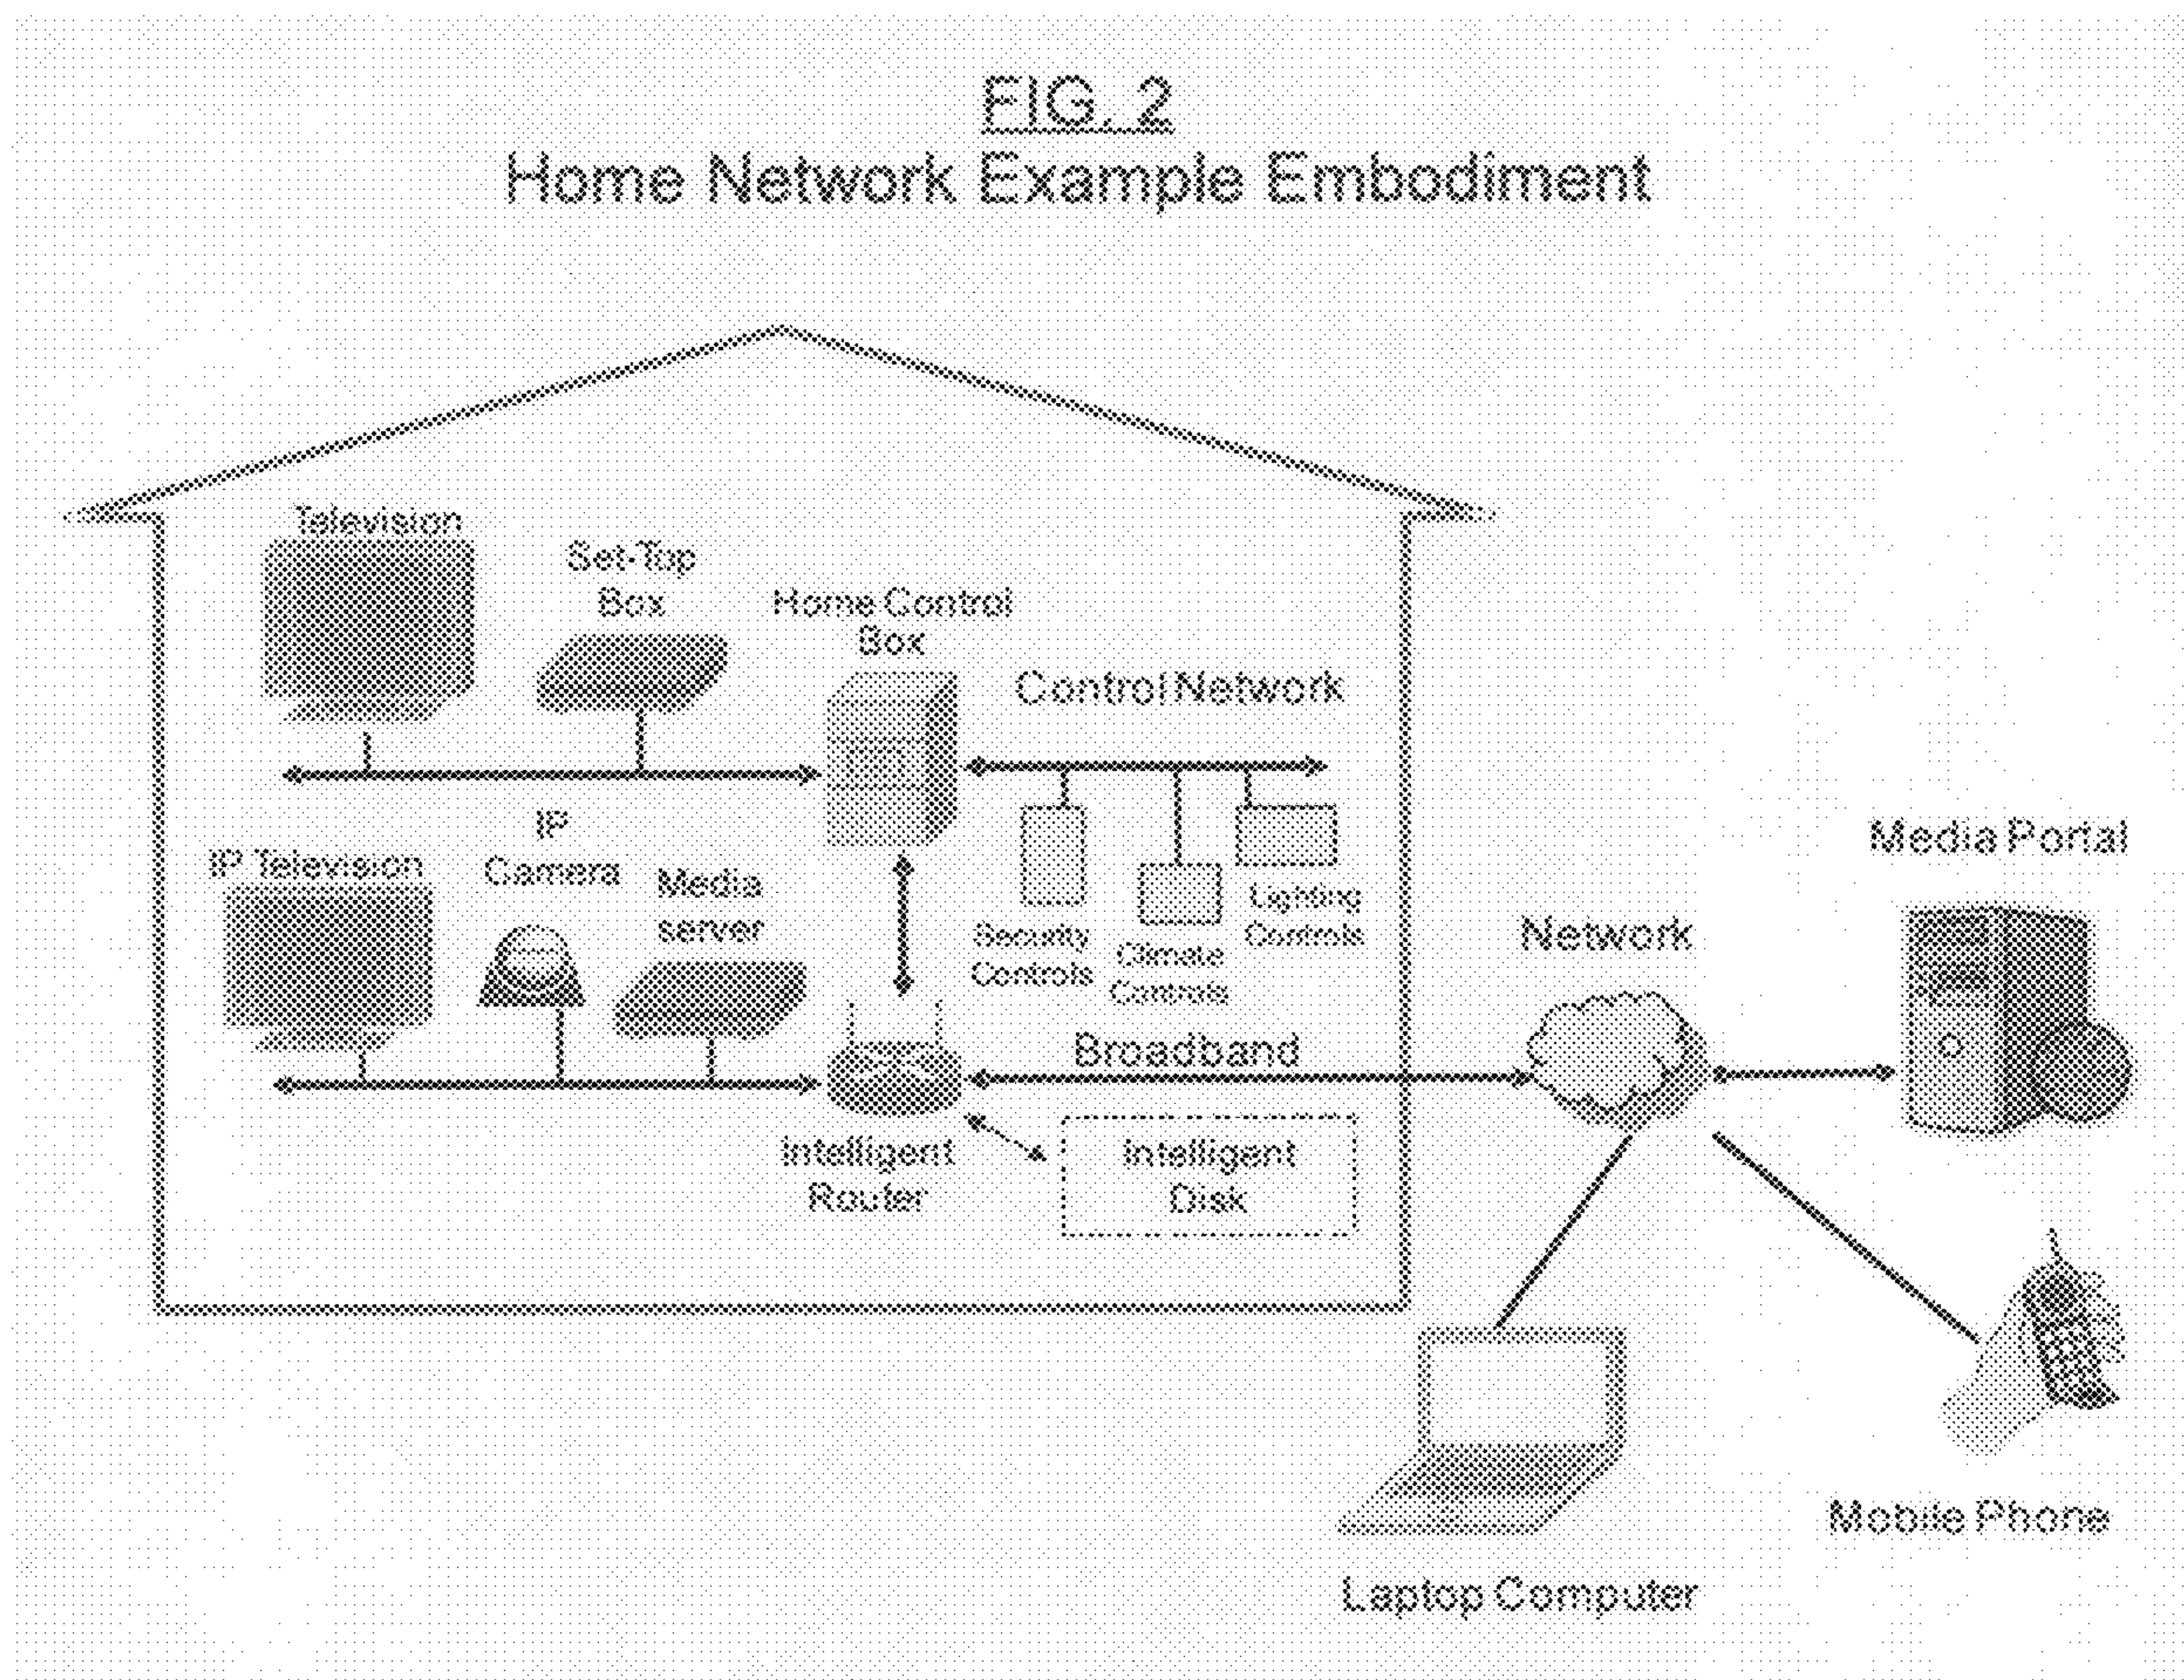 FIG. 2
Home Network Example Embodiment
Television
Set-Top
Box
Home Control
Box
Control Network
IP
Camera
IP Television
Media
server
Security
Controls
Climate
Controls
Lighting
Controls
Broadband
Intelligent
Router
Intelligent
Disk
Network
Media Portal
Mobile Phone
Laptop Computer